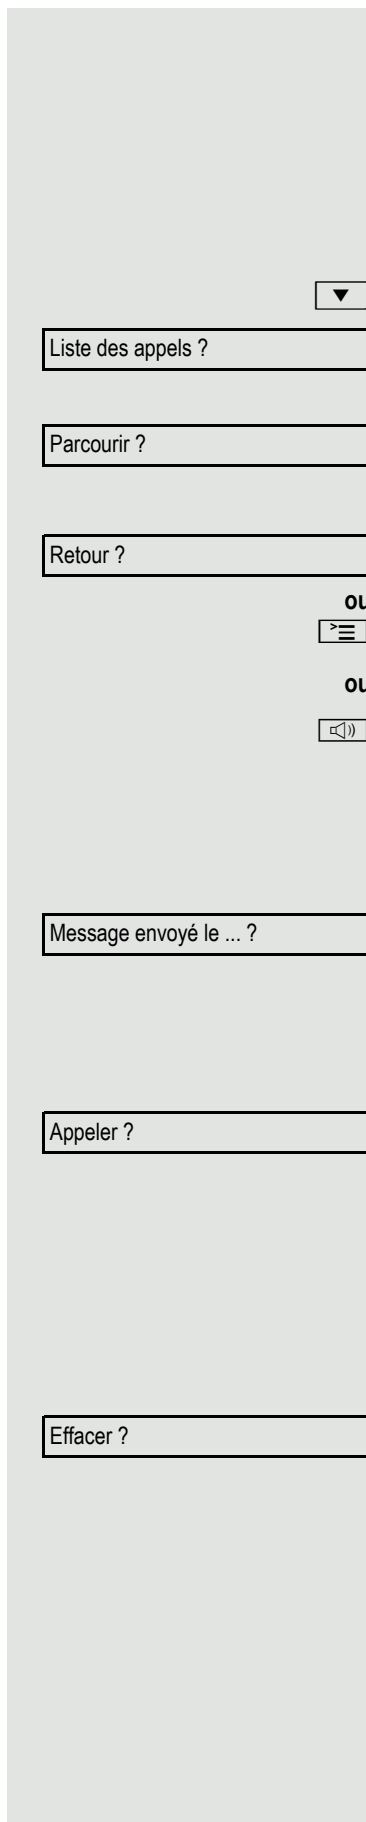 Liste des appels ?
Parcourir ?
Retour ?
ou
ou
Message envoyé le ... ?
Appeler ?
Effacer ?